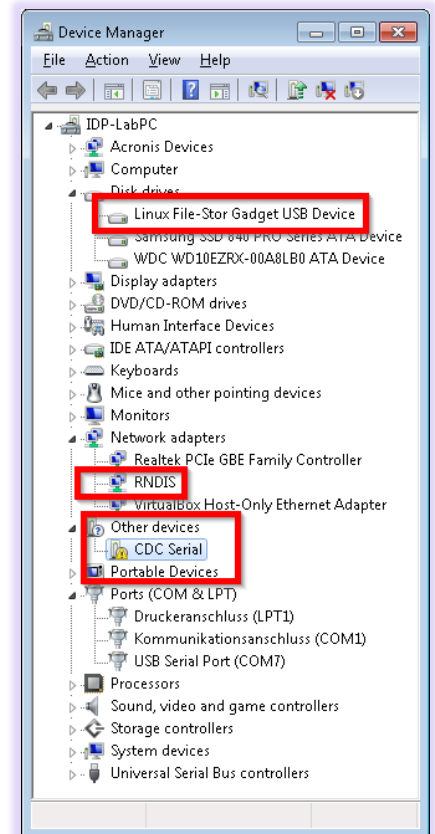 Device Manager
File Action View Help
IDP-LabPC
Acronis Devices
Computer
Disk drives
Linux File-Stor Gadget USB Device
Samsung SSD 840 PRO Series ATA Device
WDC WD10EZRX-00A8LB0 ATA Device
Display adapters
DVD/CD-ROM drives
Human Interface Devices
IDE ATA/ATAPI controllers
Keyboards
Mice and other pointing devices
Monitors
Network adapters
Realtek PCIe GBE Family Controller
RNDIS
VirtualBox Host-Only Ethernet Adapter
Other devices
CDC Serial
Portable Devices
Ports (COM & LPT)
Druckeranschluss (LPT1)
Kommunikationsanschluss (COM1)
USB Serial Port (COM7)
Processors
Sound, video and game controllers
Storage controllers
System devices
Universal Serial Bus controllers